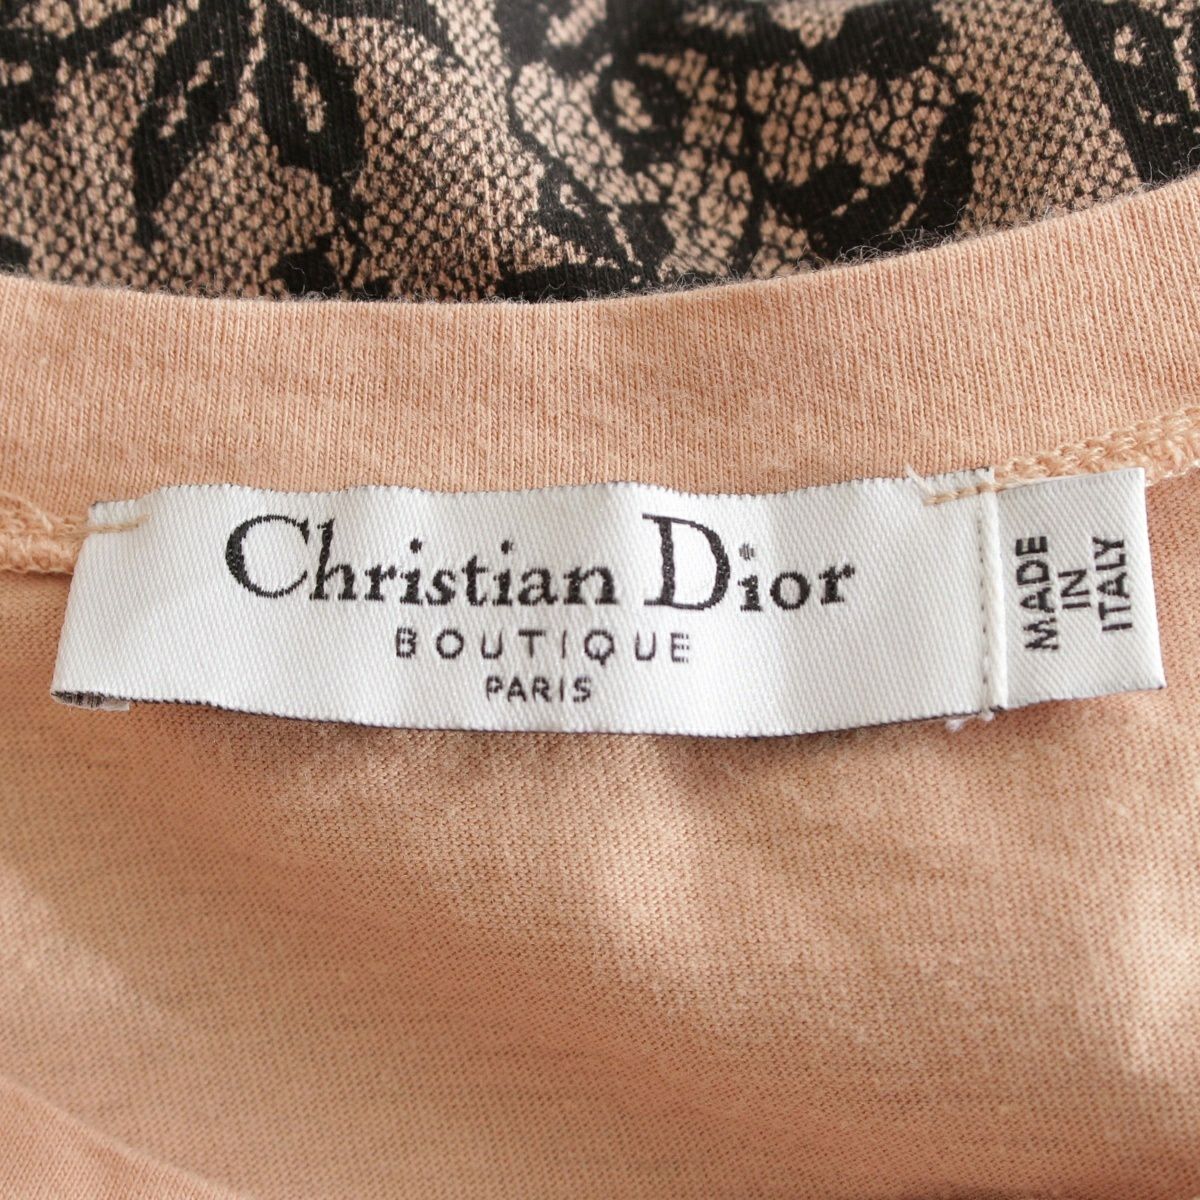 Christian Dior
BOUTIQUE
PARIS
MADE
IN
ITALY